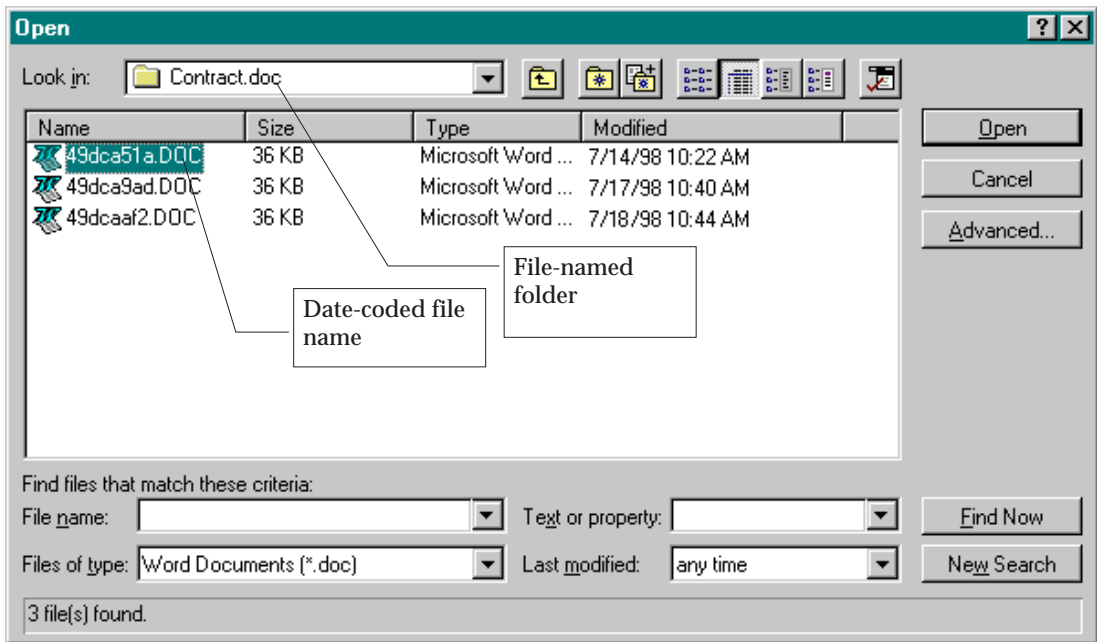 Open
Look in: Contract.doc
Name Size Type Modified
49dca51a.DOC 36 KB Microsoft Word ... 7/14/98 10:22 AM
49dca9ad.DOC 36 KB Microsoft Word ... 7/17/98 10:40 AM
49dcaaf2.DOC 36 KB Microsoft Word ... 7/18/98 10:44 AM
Open
Cancel
Advanced...
File-named
folder
Date-coded file
name
Find files that match these criteria:
File name: Text or property: Find Now
Files of type: Word Documents (*.doc) Last modified: any time New Search
3 file(s) found.